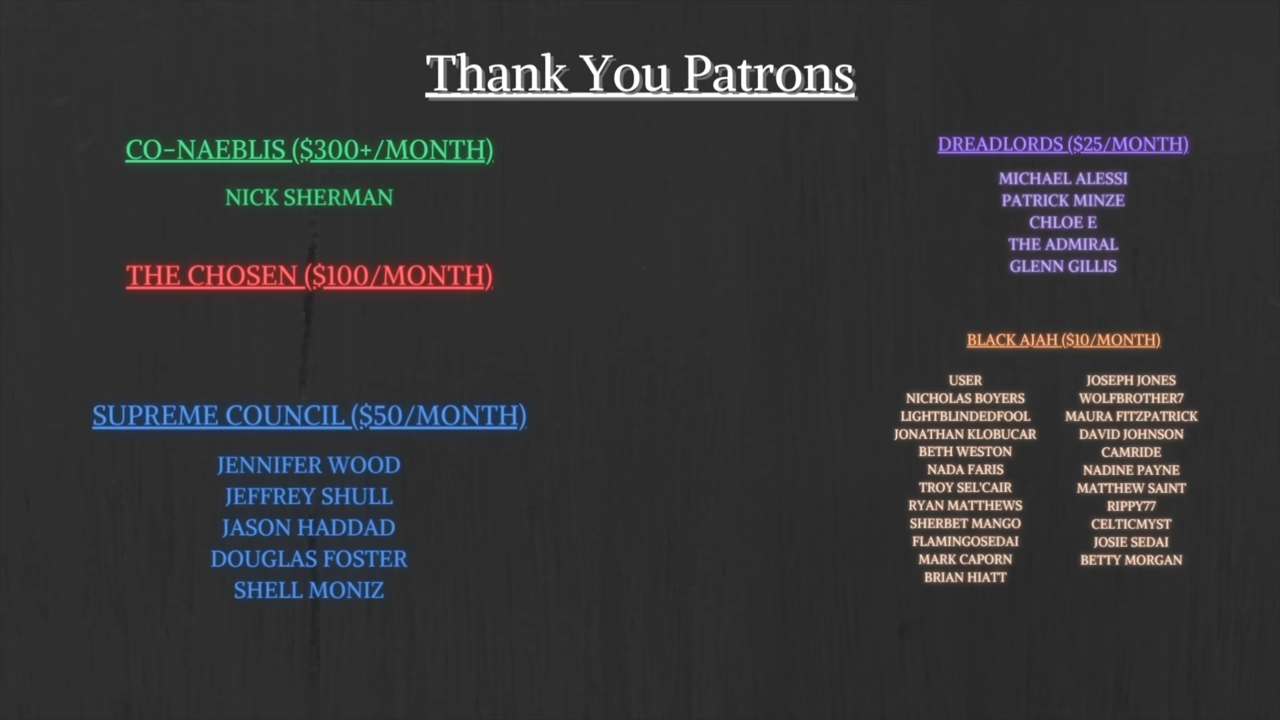 Thank You Patrons
CO-NAEBLIS ($300+/MONTH)
NICK SHERMAN
THE CHOSEN ($100/MONTH)
SUPREME COUNCIL ($50/MONTH)
JENNIFER WOOD
JEFFREY SHULL
JASON HADDAD
DOUGLAS FOSTER
SHELL MONIZ
DREADLORDS ($25/MONTH)
MICHAEL ALESSI
PATRICK MINZE
CHLOE E
THE ADMIRAL
GLENN GILLIS
BLACK AJAH ($10/MONTH)
USER
NICHOLAS BOYERS
LIGHTBLINDEDFOOL
JONATHAN KLOBUCAR
BETH WESTON
NADA FARIS
TROY SEL'CAIR
RYAN MATTHEWS
SHERBET MANGO
FLAMINGOSEDAI
MARK CAPORN
BRIAN HIATT
JOSEPH JONES
WOLFBROTHER7
MAURA FITZPATRICK
DAVID JOHNSON
CAMRIDE
NADINE PAYNE
MATTHEW SAINT
RIPPY77
CELTICMYST
JOSIE SEDAI
BETTY MORGAN